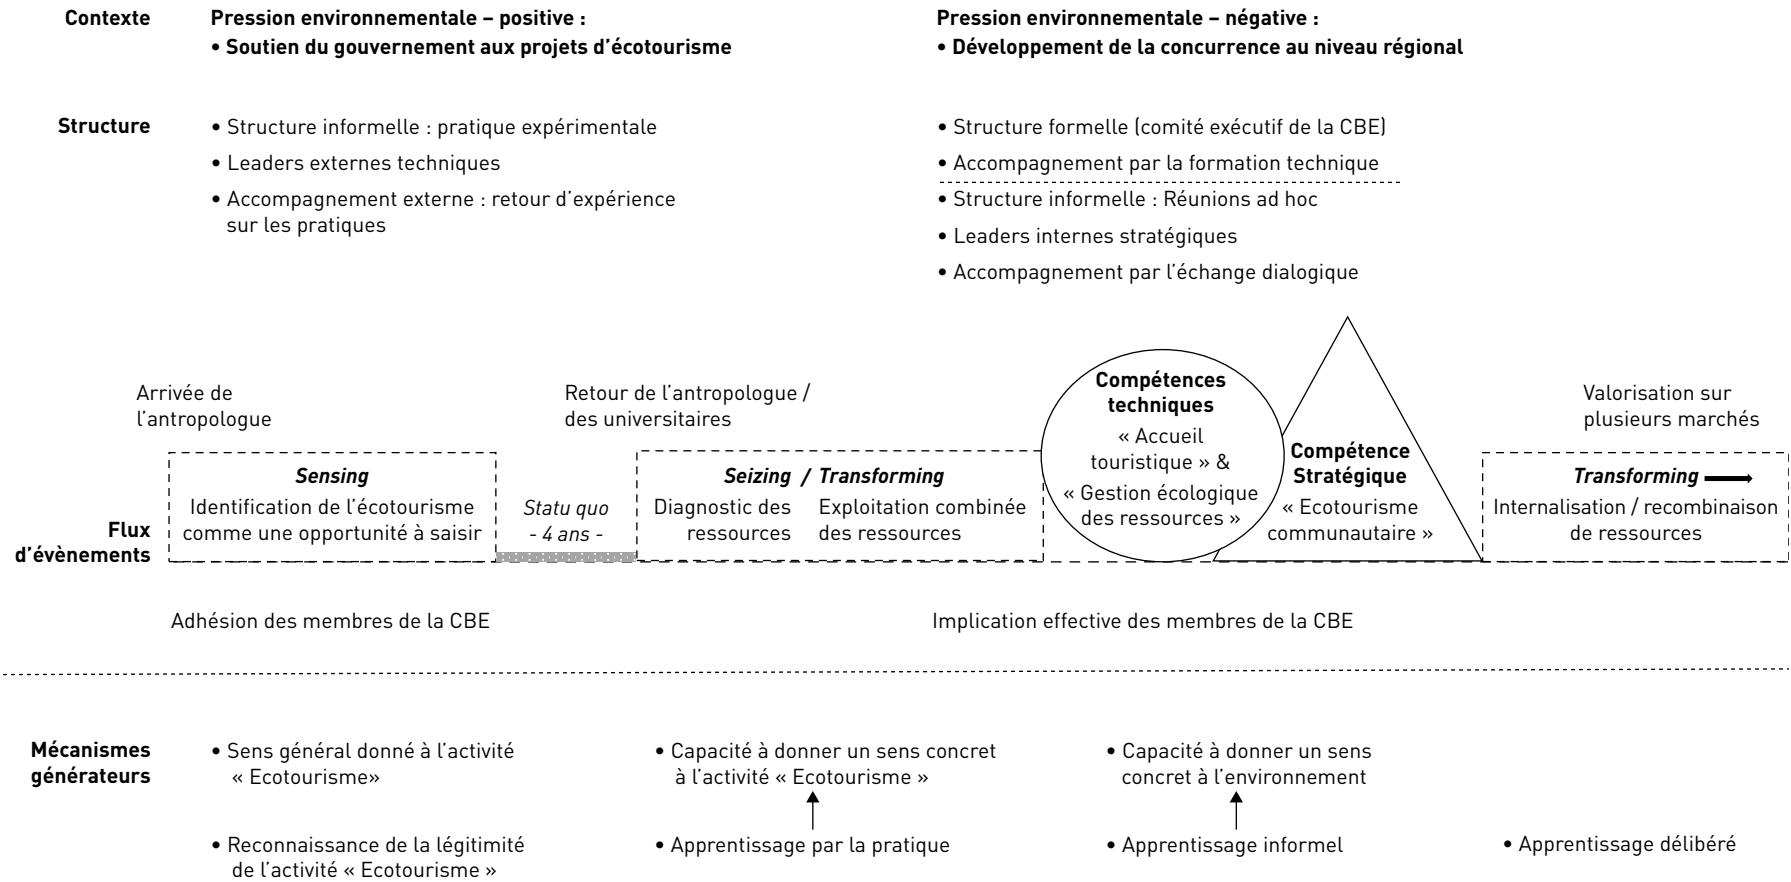 Contexte
Pression environnementale – positive :
• Soutien du gouvernement aux projets d’écotourisme
Pression environnementale – négative :
• Développement de la concurrence au niveau régional
Structure
• Structure informelle : pratique expérimentale
• Leaders externes techniques
• Accompagnement externe : retour d’expérience
sur les pratiques
• Structure formelle (comité exécutif de la CBE)
• Accompagnement par la formation technique
• Structure informelle : Réunions ad hoc
• Leaders internes stratégiques
• Accompagnement par l’échange dialogique
Flux
d’évènements
Arrivée de
l’antropologue
Sensing
Identification de l’écotourisme
comme une opportunité à saisir
Statu quo
- 4 ans -
Retour de l’antropologue /
des universitaires
Seizing / Transforming
Diagnostic des
ressources
Exploitation combinée
des ressources
Compétences
techniques
« Accueil
touristique » &
« Gestion écologique
des ressources »
Compétence
Stratégique
« Ecotourisme
communautaire »
Valorisation sur
plusieurs marchés
Transforming
Internalisation / recombinaison
de ressources
Adhésion des membres de la CBE
Implication effective des membres de la CBE
Mécanismes
générateurs
• Sens général donné à l’activité
« Ecotourisme»
• Reconnaissance de la légitimité
de l’activité « Ecotourisme »
• Capacité à donner un sens concret
à l’activité « Ecotourisme »
• Apprentissage par la pratique
• Capacité à donner un sens
concret à l’environnement
• Apprentissage informel
• Apprentissage délibéré